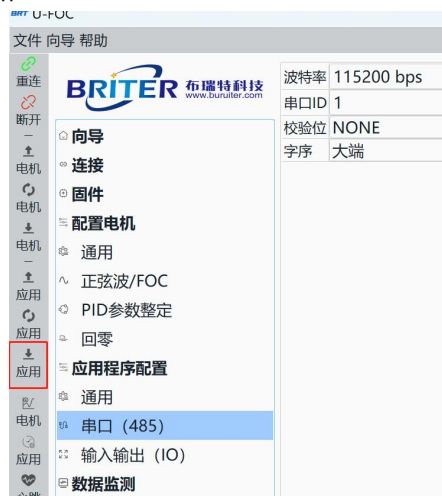 BRT U-FOC
文件 向导 帮助
重连
断开
电机
电机
电机
应用
应用
应用
电机
应用
BRITER 布瑞特科技
www.buruiter.com
向导
连接
固件
配置电机
通用
正弦波/FOC
PID参数整定
回零
应用程序配置
通用
串口（485）
输入输出（IO）
数据监测
波特率 115200 bps
串口ID 1
校验位 NONE
字序 大端